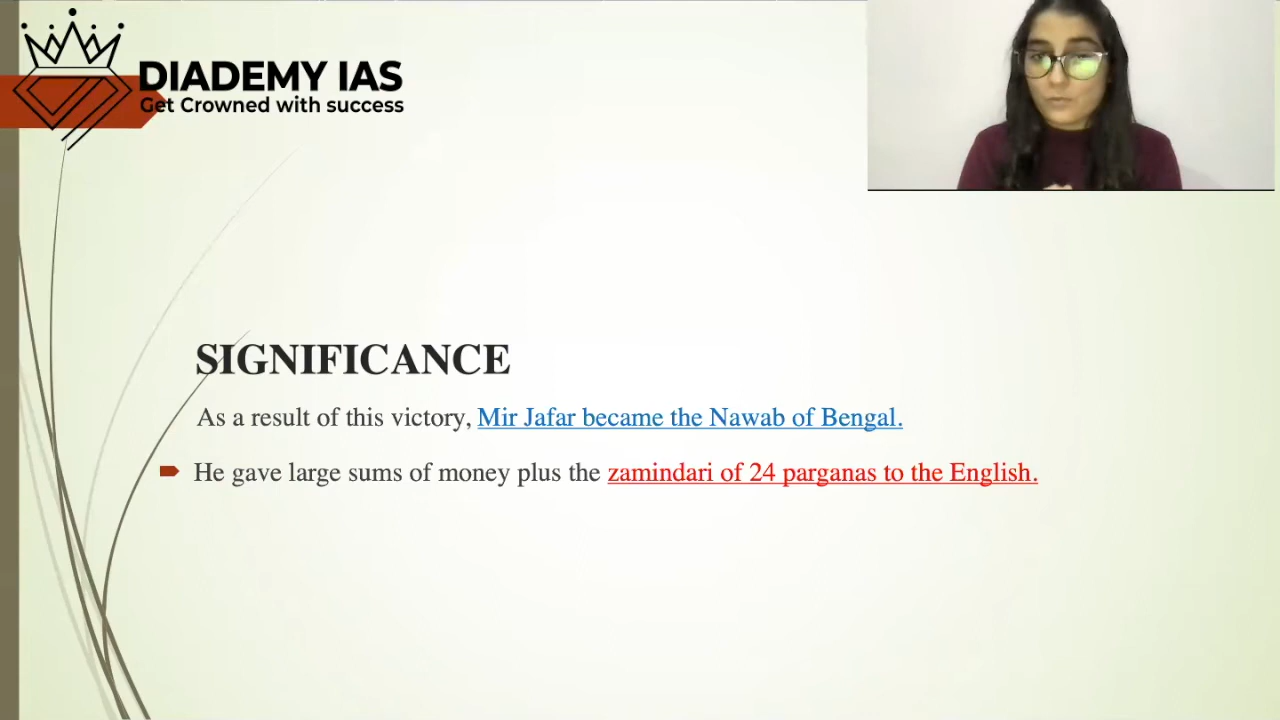 DIADEMY IAS
Get Crowned with success
SIGNIFICANCE
As a result of this victory, Mir Jafar became the Nawab of Bengal.
He gave large sums of money plus the zamindari of 24 parganas to the English.